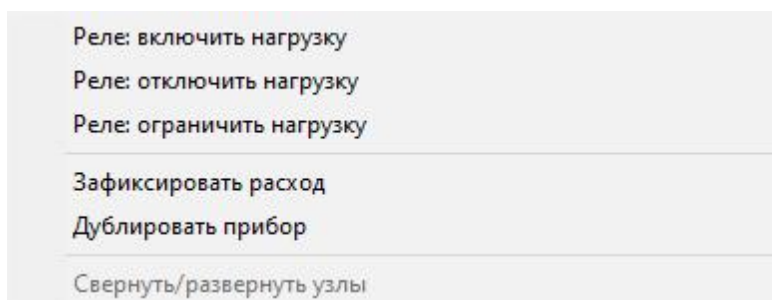 Реле: включить нагрузку
Реле: отключить нагрузку
Реле: ограничить нагрузку
Зафиксировать расход
Дублировать прибор
Свернуть/развернуть узлы